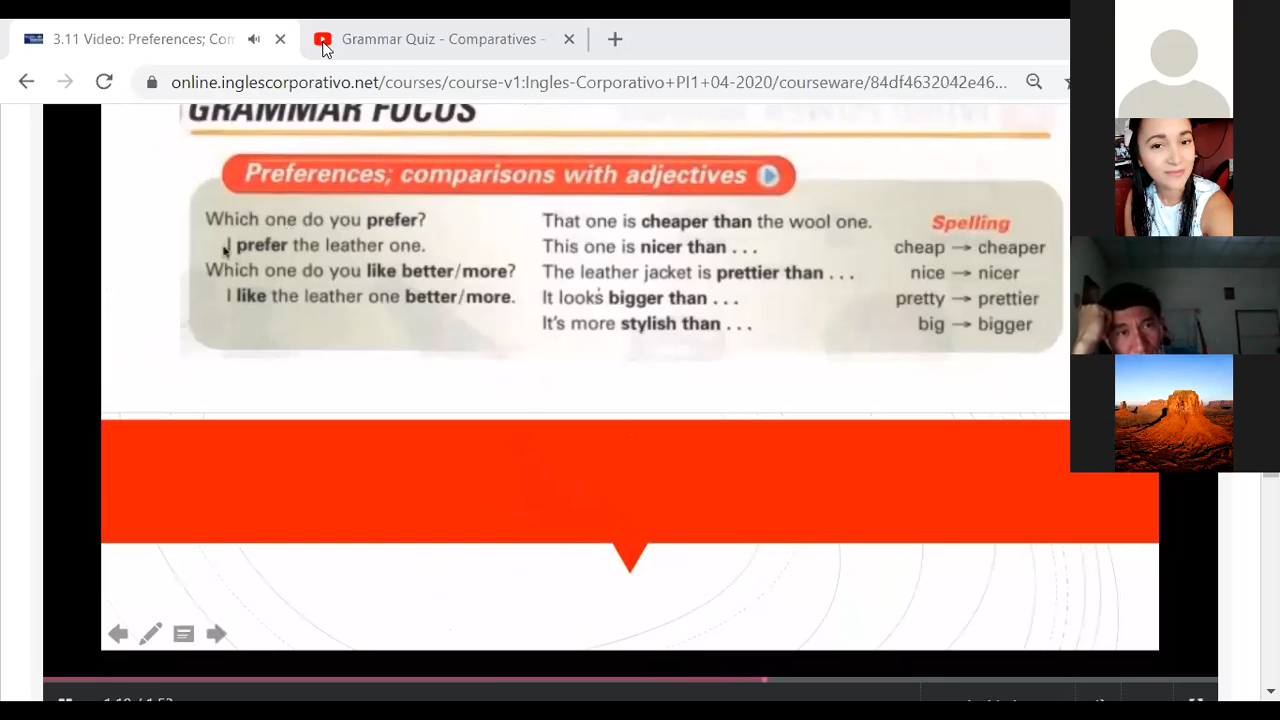 3.11 Video: Preferences; Com
Grammar Quiz - Comparatives -
online.inglescorporativo.net/courses/course-v1:Ingles-Corporativo+PI1+04-2020/courseware/84df4632042e46...
GRAMMAR FOCUS
Preferences; comparisons with adjectives
Which one do you prefer?
I prefer the leather one.
Which one do you like better/more?
I like the leather one better/more.
That one is cheaper than the wool one.
This one is nicer than . . .
The leather jacket is prettier than . . .
It looks bigger than . . .
It's more stylish than . . .
Spelling
cheap → cheaper
nice → nicer
pretty → prettier
big → bigger